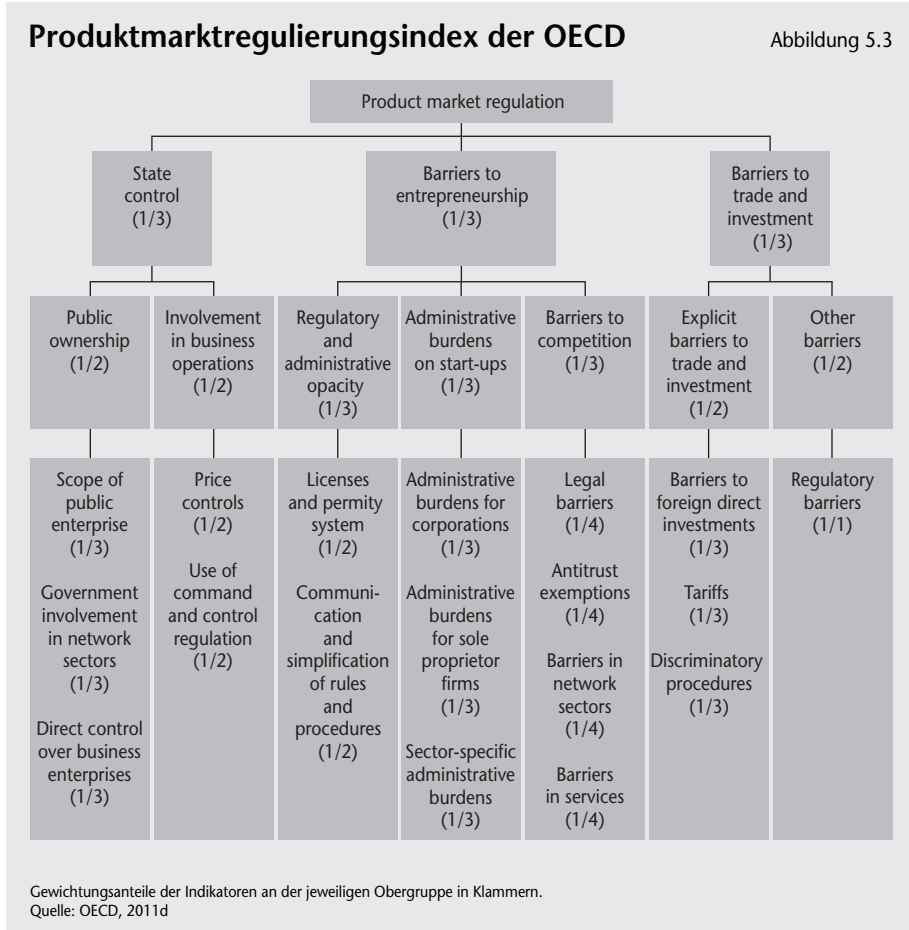 Produktmarktregulierungsindex der OECD
Abbildung 5.3
Product market regulation
State
control
(1/3)
Barriers to
entrepreneurship
(1/3)
Barriers to
trade and
investment
(1/3)
Public
ownership
(1/2)
Involvement
in business
operations
(1/2)
Regulatory
and
administrative
opacity
(1/3)
Administrative
burdens
on start-ups
(1/3)
Barriers to
competition
(1/3)
Explicit
barriers to
trade and
investment
(1/2)
Other
barriers
(1/2)
Scope of
public
enterprise
(1/3)
Government
involvement
in network
sectors
(1/3)
Direct control
over business
enterprises
(1/3)
Price
controls
(1/2)
Use of
command
and control
regulation
(1/2)
Licenses
and permity
system
(1/2)
Communi-
cation
and
simplification
of rules
and
procedures
(1/2)
Administrative
burdens for
corporations
(1/3)
Administrative
burdens
for sole
proprietor
firms
(1/3)
Sector-specific
administrative
burdens
(1/3)
Legal
barriers
(1/4)
Antitrust
exemptions
(1/4)
Barriers in
network
sectors
(1/4)
Barriers
in services
(1/4)
Barriers to
foreign direct
investments
(1/3)
Tariffs
(1/3)
Discriminatory
procedures
(1/3)
Regulatory
barriers
(1/1)
Gewichtungsanteile der Indikatoren an der jeweiligen Obergruppe in Klammern.
Quelle: OECD, 2011d